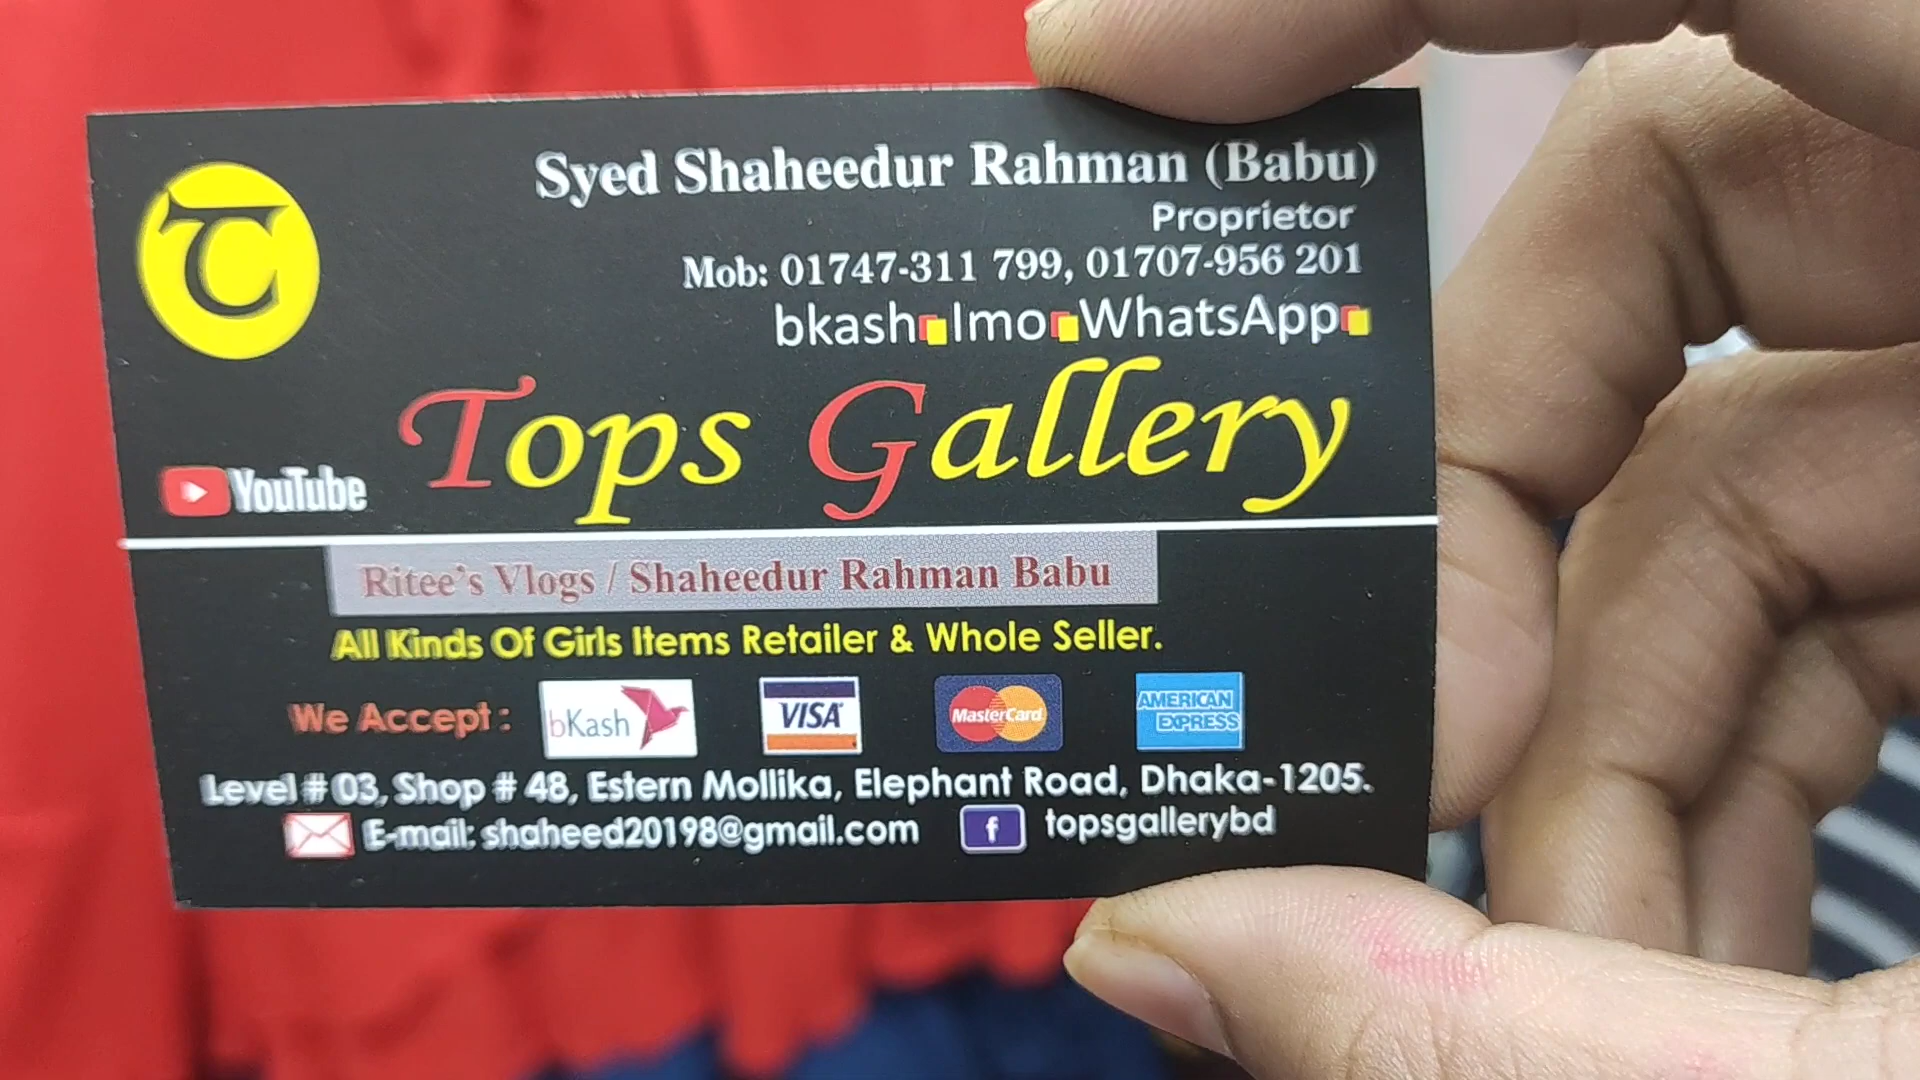 Syed Shaheedur Rahman (Babu)
Proprietor
Mob: 01747-311 799, 01707-956 201
bkash Imo WhatsApp
Tops Gallery
YouTube
Ritee's Vlogs / Shaheedur Rahman Babu
All Kinds Of Girls Items Retailer & Whole Seller.
We Accept : bKash VISA MasterCard AMERICAN EXPRESS
Level # 03, Shop # 48, Estern Mollika, Elephant Road, Dhaka-1205.
E-mail: shaheed20198@gmail.com f topsgallerybd